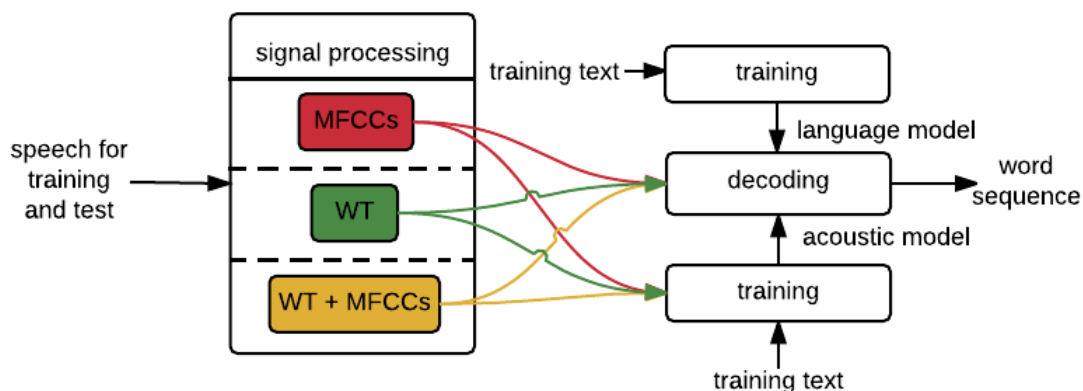 signal processing
MFCCs
WT
WT + MFCCs
speech for
training
and test
training text
training
language model
decoding
word
sequence
acoustic model
training
training text